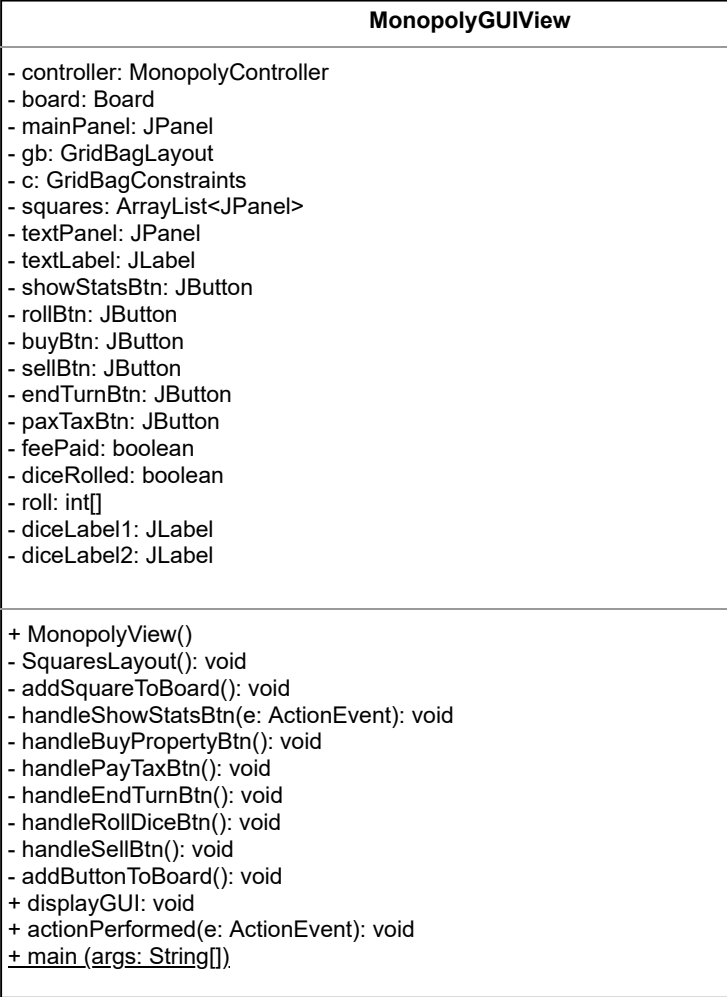 MonopolyGUIView
- controller: MonopolyController
- board: Board
- mainPanel: JPanel
- gb: GridBagLayout
- c: GridBagConstraints
- squares: ArrayList<JPanel>
- textPanel: JPanel
- textLabel: JLabel
- showStatsBtn: JButton
- rollBtn: JButton
- buyBtn: JButton
- sellBtn: JButton
- endTurnBtn: JButton
- paxTaxBtn: JButton
- feePaid: boolean
- diceRolled: boolean
- roll: int[]
- diceLabel1: JLabel
- diceLabel2: JLabel
+ MonopolyView()
- SquaresLayout(): void
- addSquareToBoard(): void
- handleShowStatsBtn(e: ActionEvent): void
- handleBuyPropertyBtn(): void
- handlePayTaxBtn(): void
- handleEndTurnBtn(): void
- handleRollDiceBtn(): void
- handleSellBtn(): void
- addButtonToBoard(): void
+ displayGUI: void
+ actionPerformed(e: ActionEvent): void
+ main (args: String[])